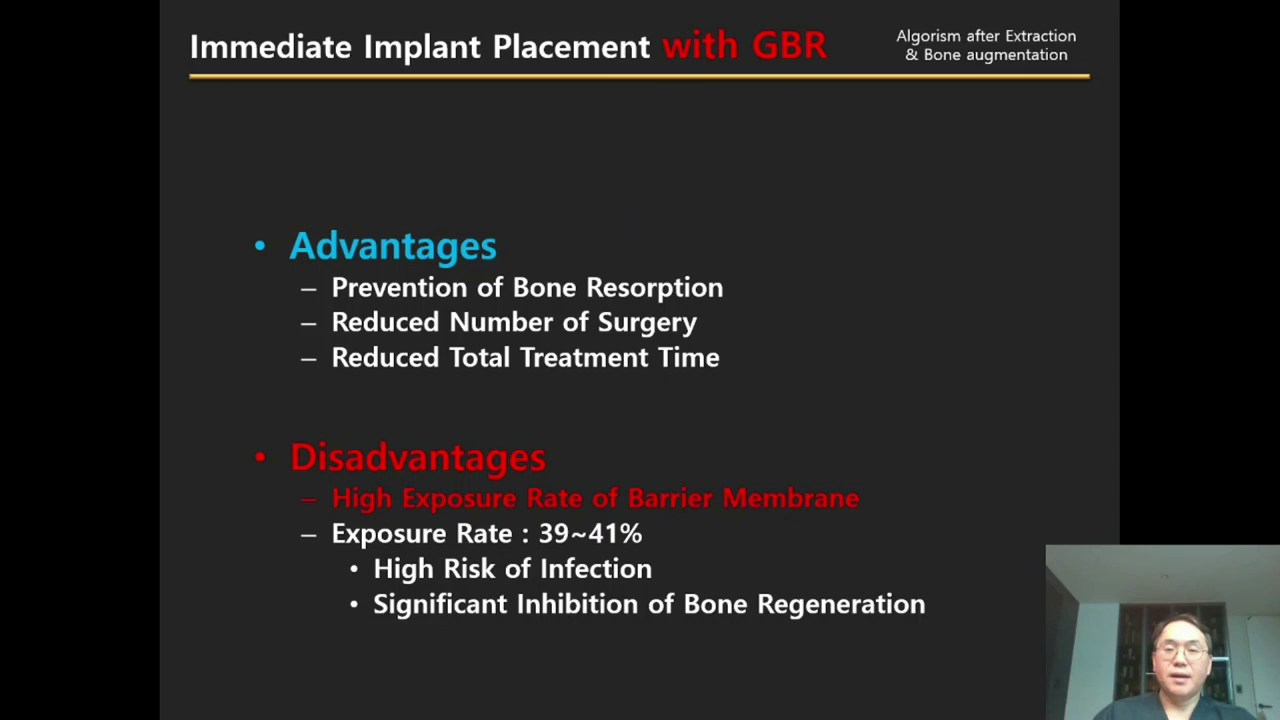 Immediate Implant Placement with GBR
Algorism after Extraction
& Bone augmentation
• Advantages
– Prevention of Bone Resorption
– Reduced Number of Surgery
– Reduced Total Treatment Time
• Disadvantages
– High Exposure Rate of Barrier Membrane
– Exposure Rate : 39~41%
• High Risk of Infection
• Significant Inhibition of Bone Regeneration